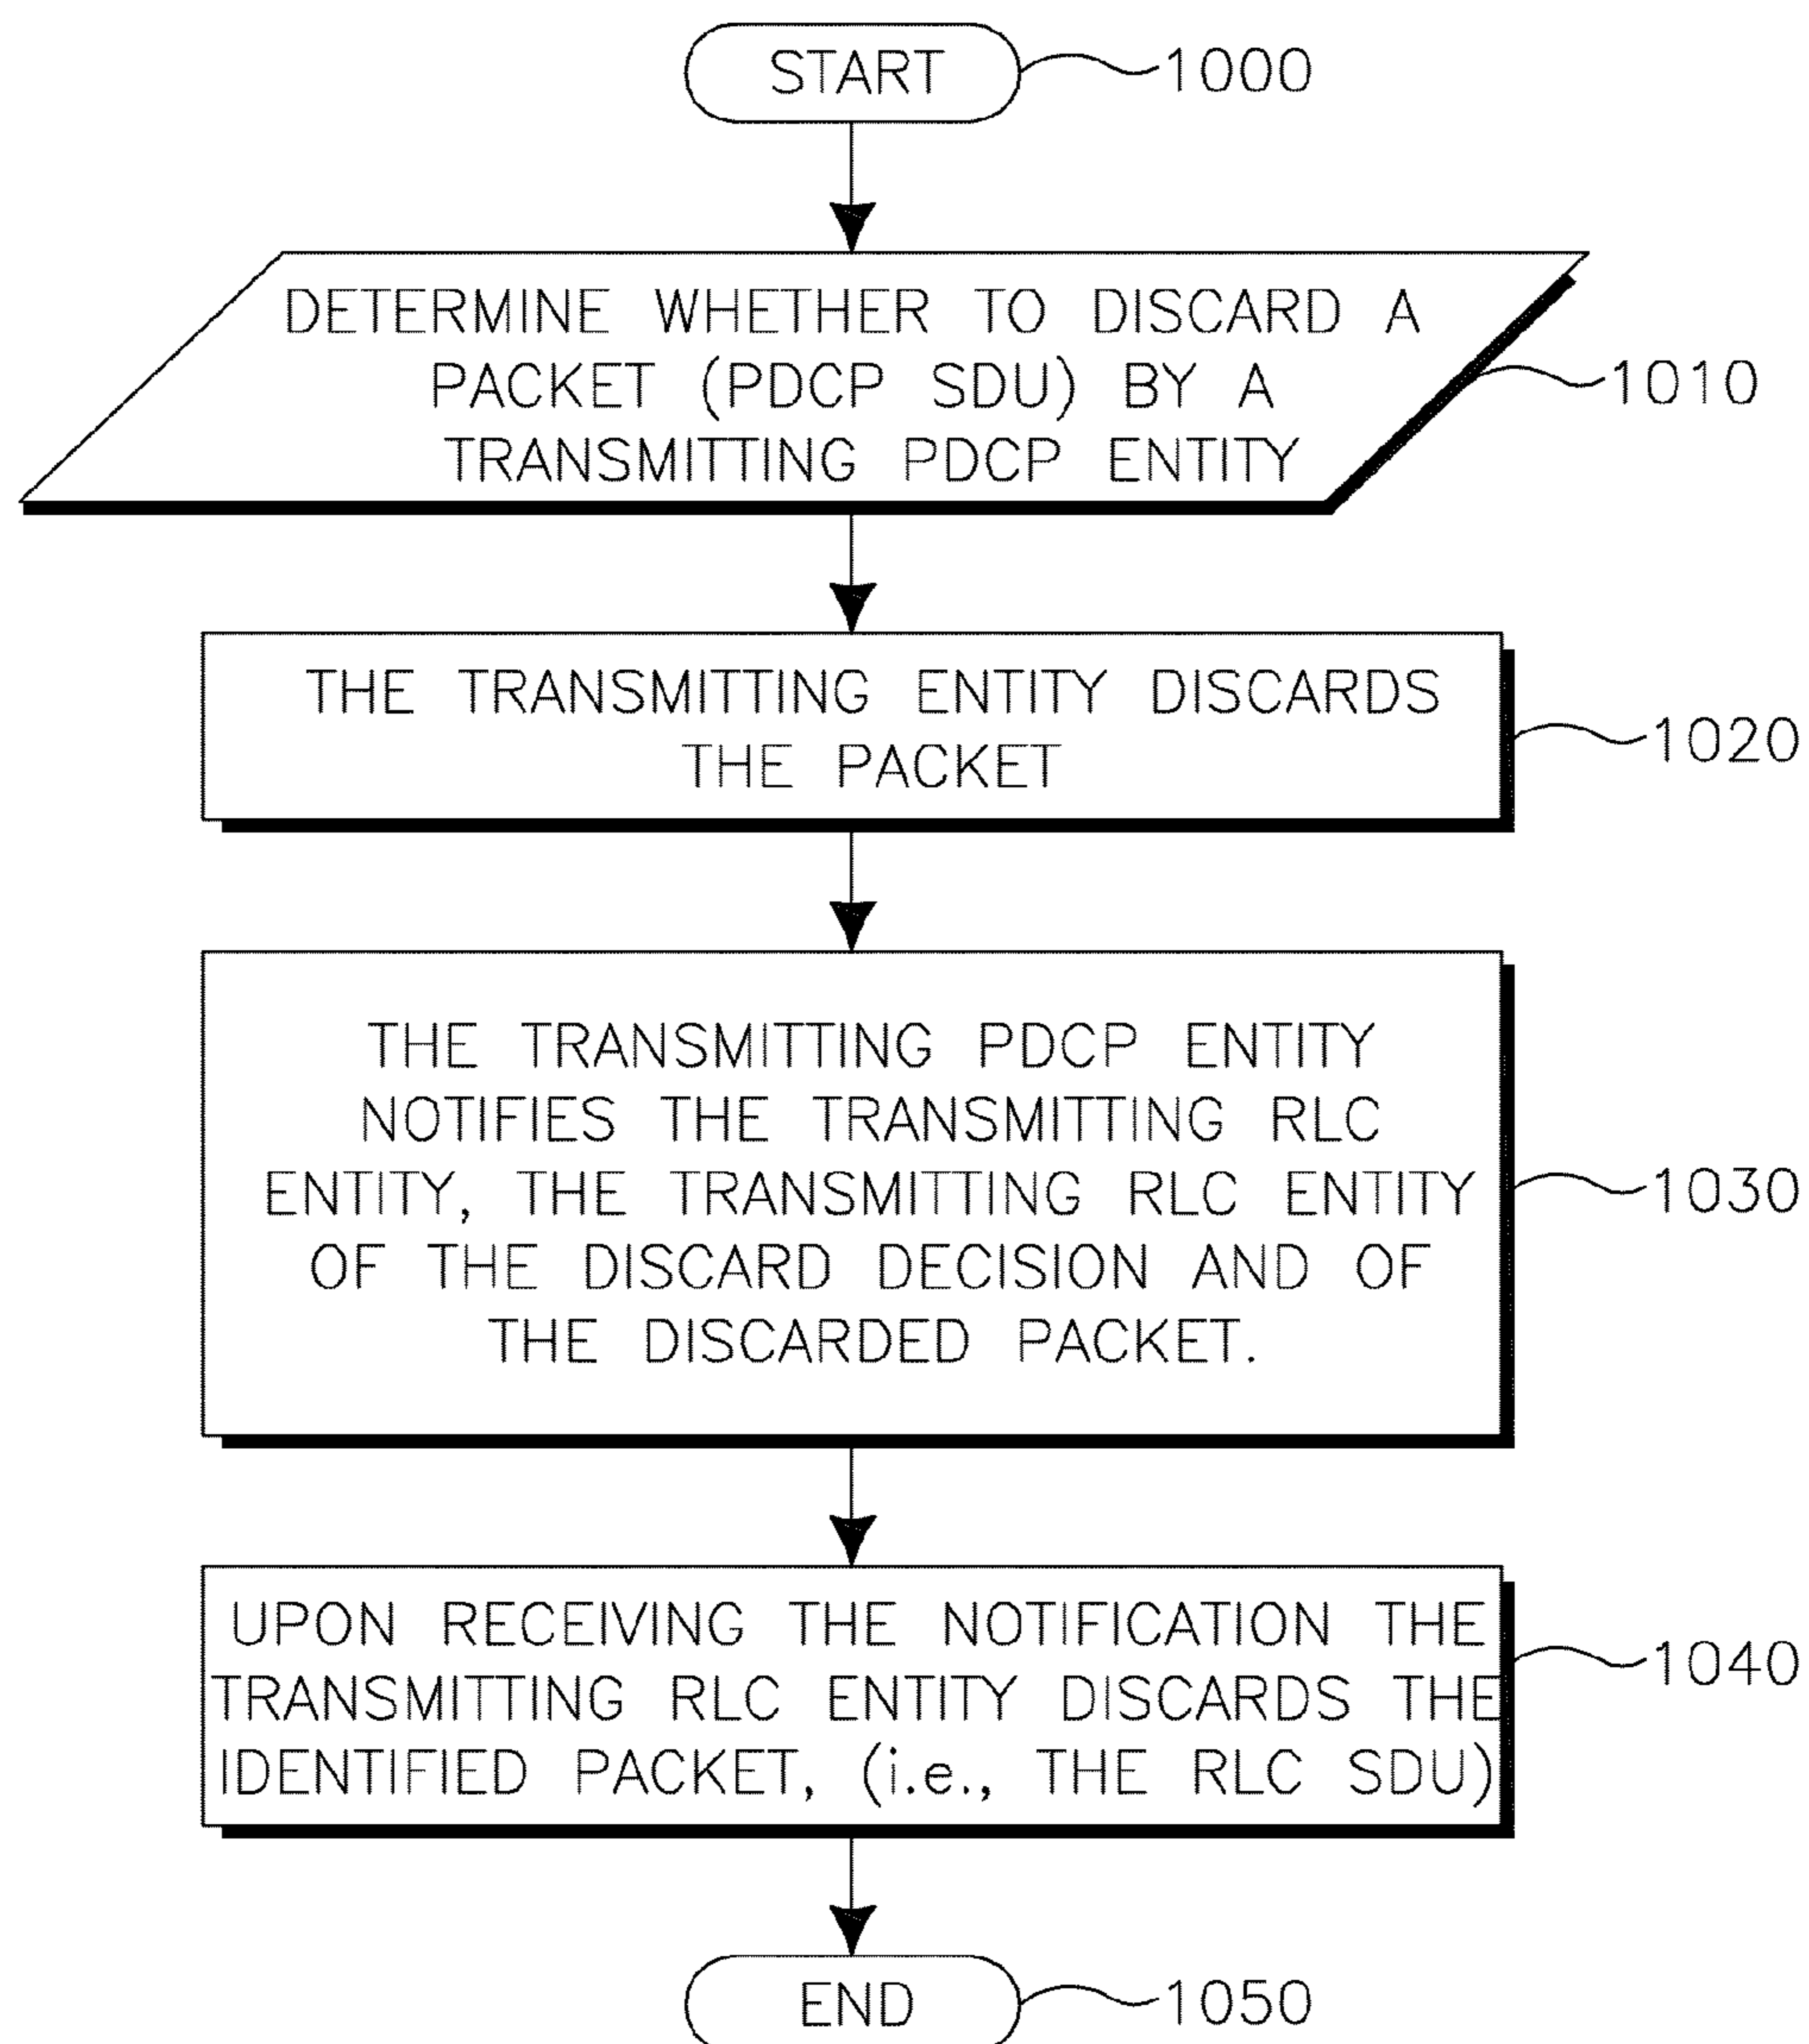 START
1000
DETERMINE WHETHER TO DISCARD A
PACKET (PDCP SDU) BY A
TRANSMITTING PDCP ENTITY
1010
THE TRANSMITTING ENTITY DISCARDS
THE PACKET
1020
THE TRANSMITTING PDCP ENTITY
NOTIFIES THE TRANSMITTING RLC
ENTITY, THE TRANSMITTING RLC ENTITY
OF THE DISCARD DECISION AND OF
THE DISCARDED PACKET.
1030
UPON RECEIVING THE NOTIFICATION THE
TRANSMITTING RLC ENTITY DISCARDS THE
IDENTIFIED PACKET, (i.e., THE RLC SDU)
1040
END
1050